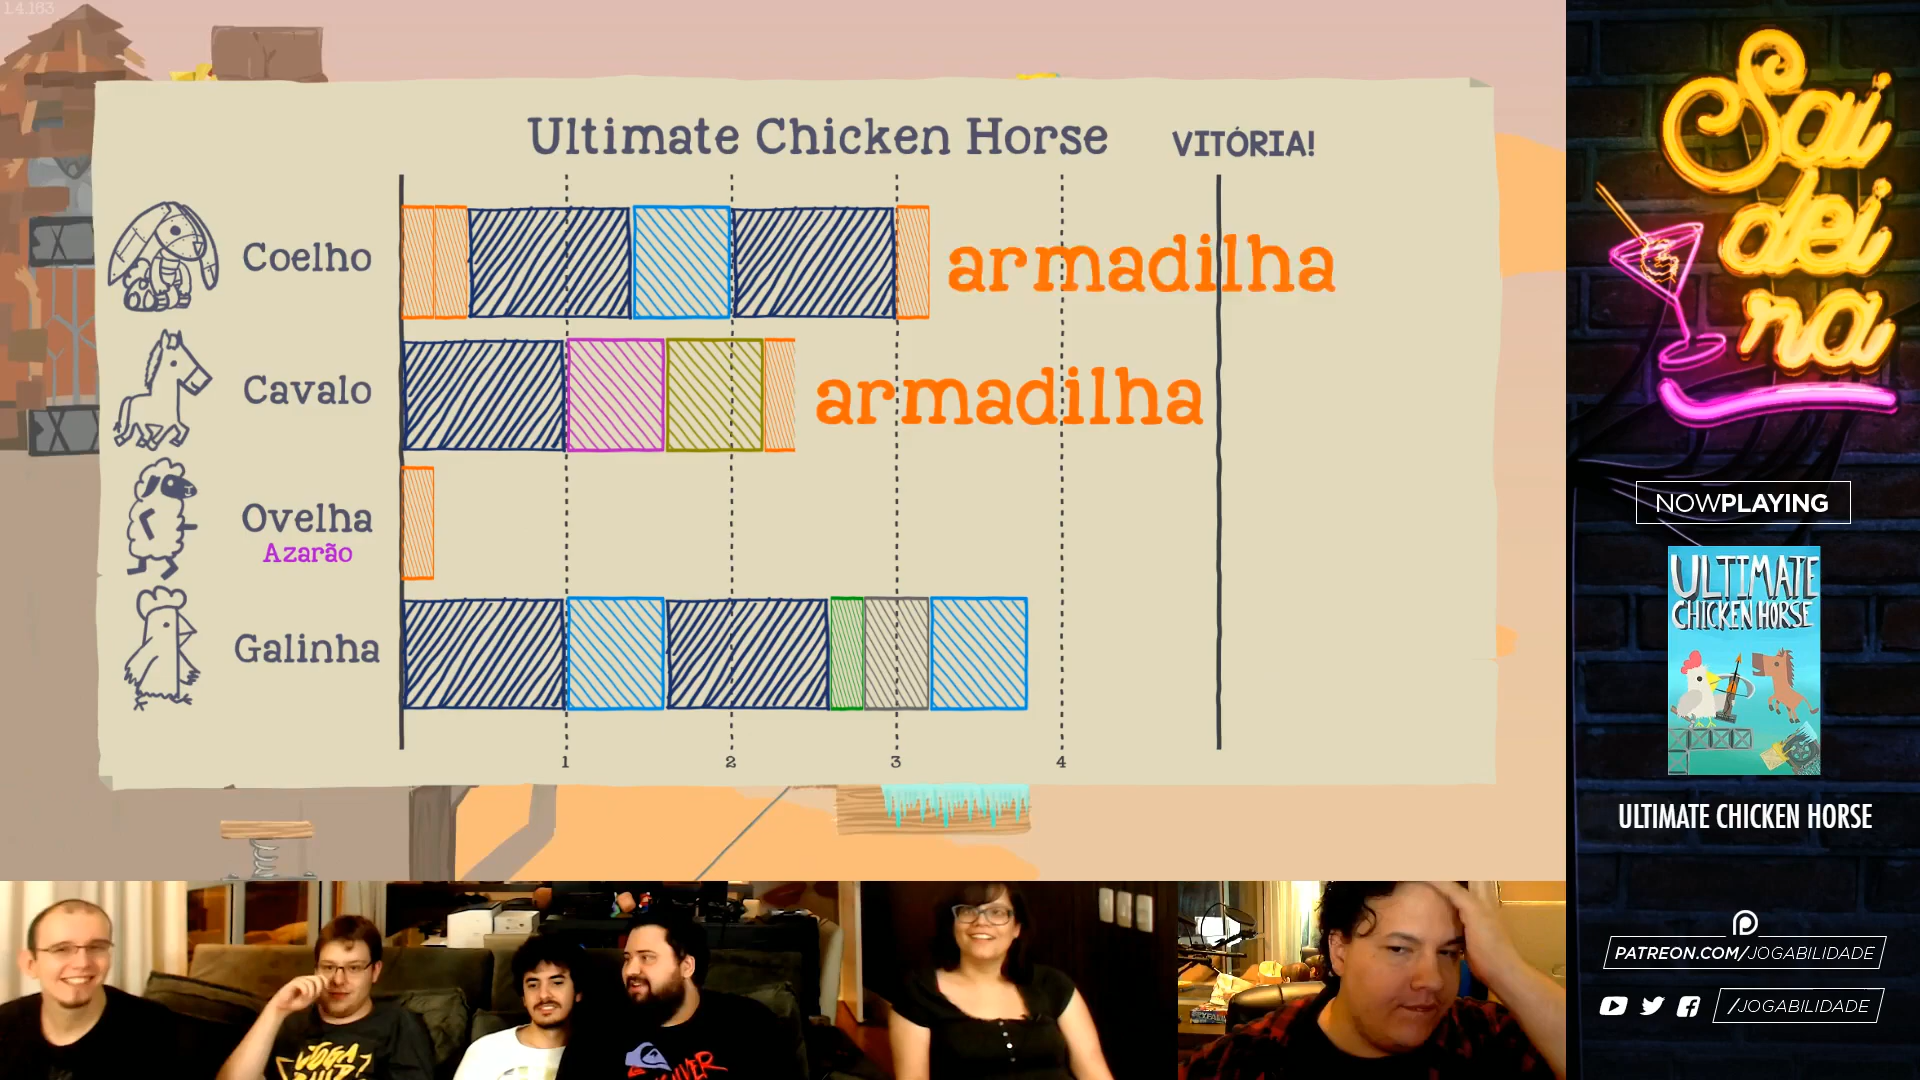 1.4.163
Ultimate Chicken Horse
VITÓRIA!
Coelho
armadilha
Cavalo
armadilha
Ovelha
Azarão
Galinha
1
2
3
4
Sai
dei
ra
NOWPLAYING
ULTIMATE
CHICKEN HORSE
ULTIMATE CHICKEN HORSE
PATREON.COM/JOGABILIDADE
/JOGABILIDADE
JOGA